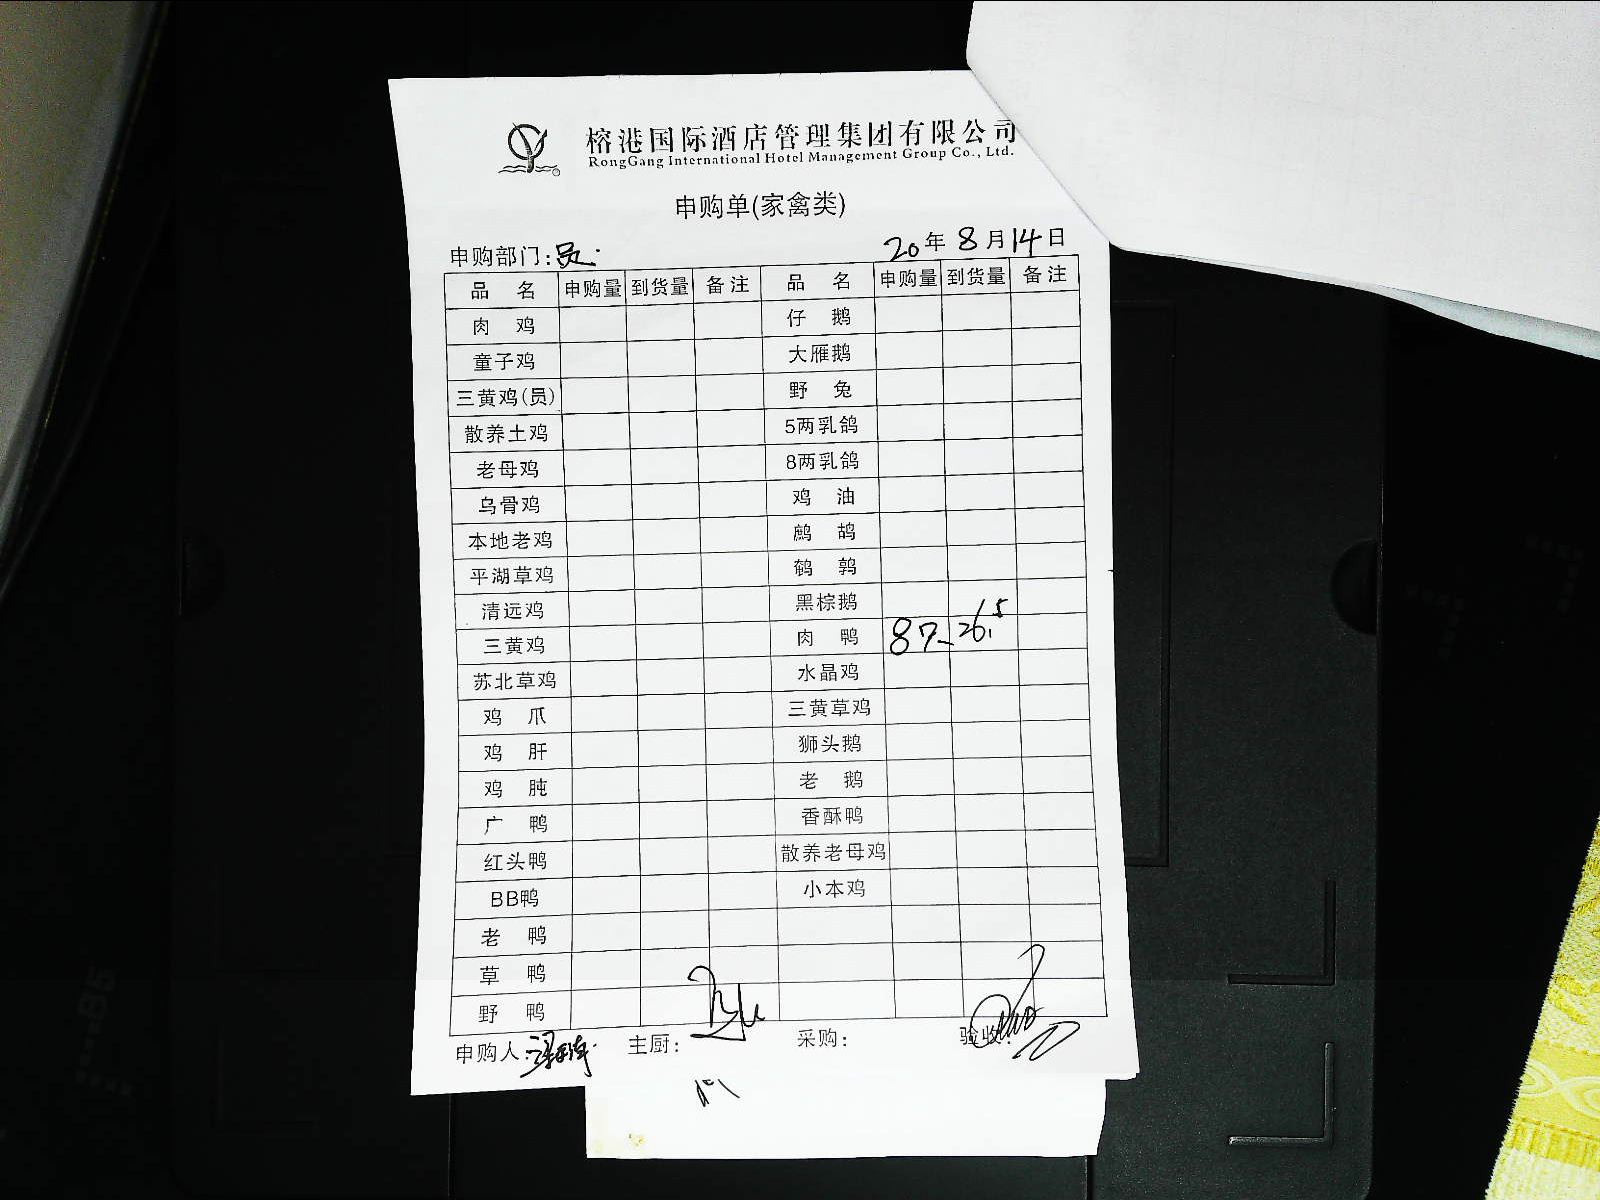 榕港国际酒店管理集团有限公司
RongGang International Hotel Management Group Co., Ltd.
申购单(家禽类)
申购部门:员 20年8月14日
品 名 申购量 到货量 备注 品 名 申购量 到货量 备注
肉 鸡 仔 鹅
童子鸡 大雁鹅
三黄鸡(员) 野 兔
散养土鸡 5两乳鸽
老母鸡 8两乳鸽
乌骨鸡 鸡 油
本地老鸡 鹧 鸪
平湖草鸡 鹌 鹑
清远鸡 黑棕鹅
三黄鸡 肉 鸭 87 26.5
苏北草鸡 水晶鸡
鸡 爪 三黄草鸡
鸡 肝 狮头鹅
鸡 肫 老 鹅
广 鸭 香酥鸭
红头鸭 散养老母鸡
BB鸭 小本鸡
老 鸭
草 鸭
野 鸭
申购人: 主厨: 采购: 验收: